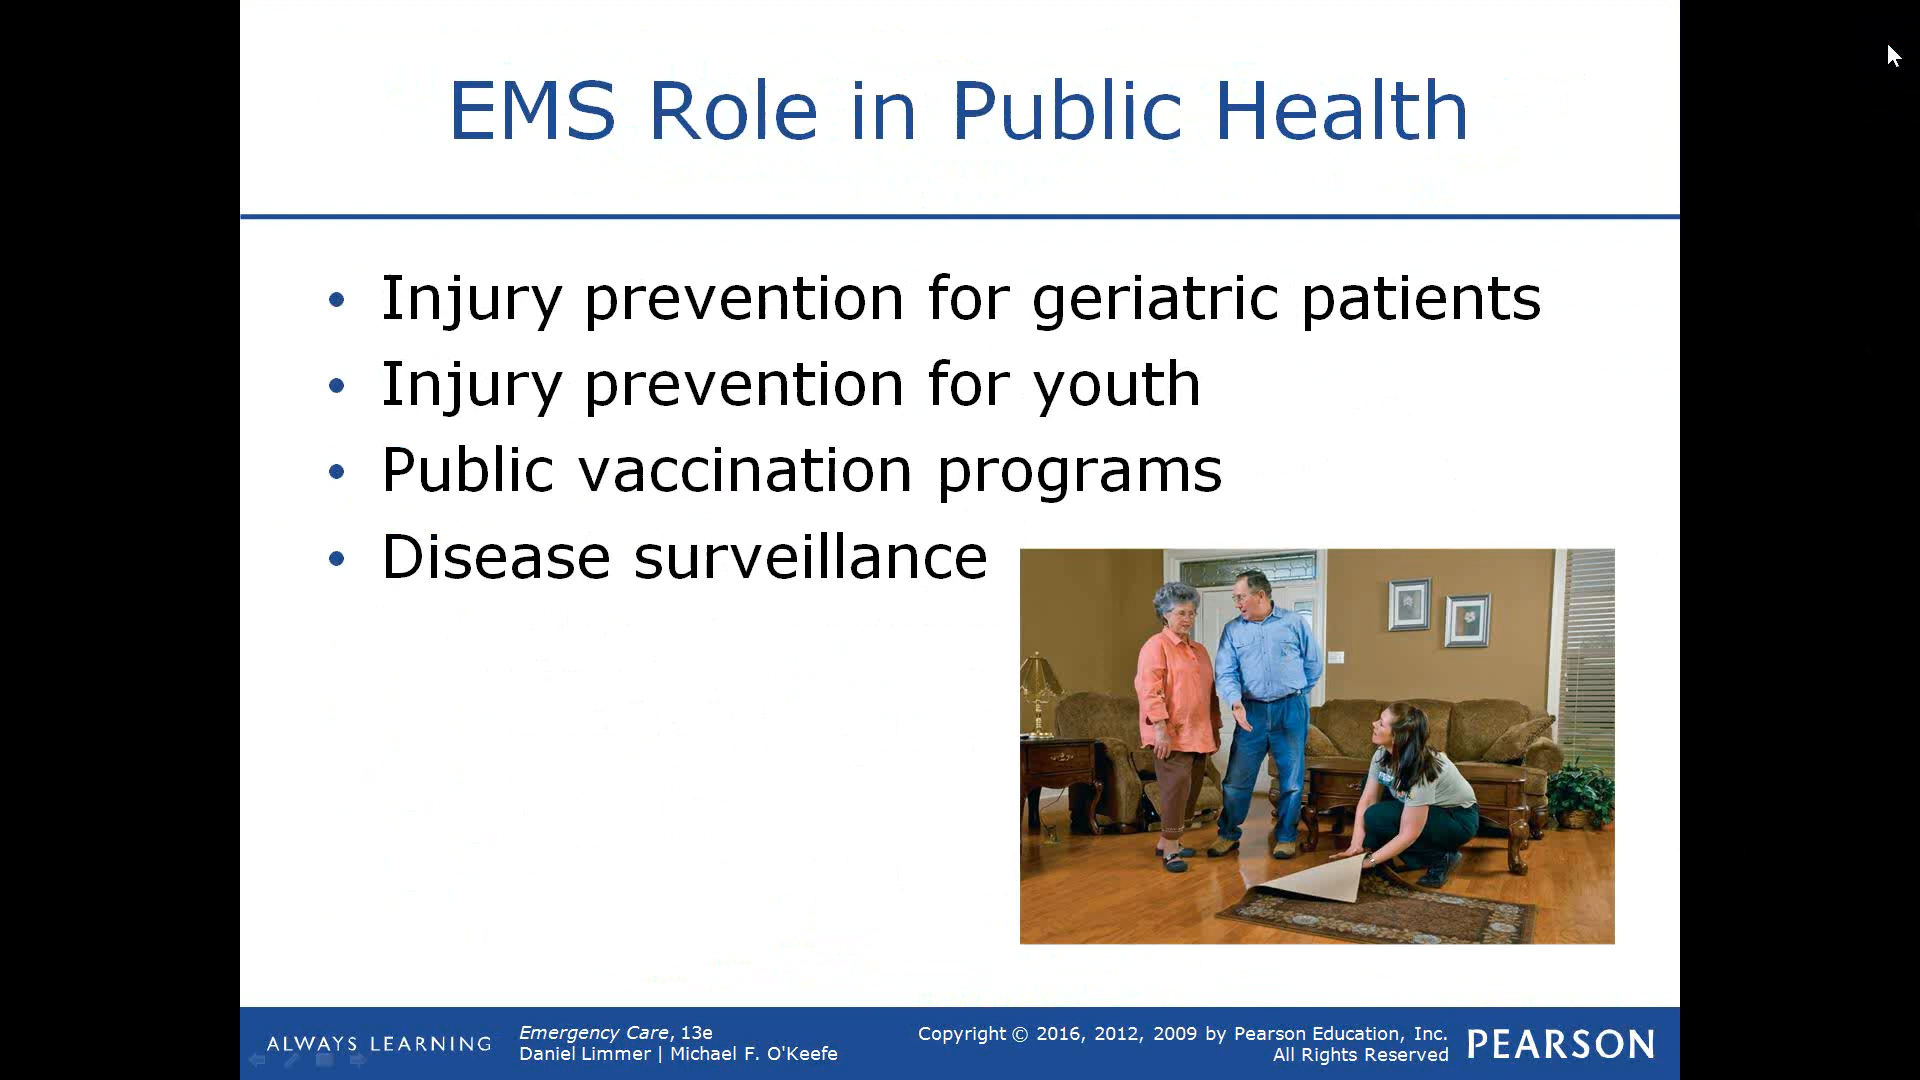 EMS Role in Public Health
• Injury prevention for geriatric patients
• Injury prevention for youth
• Public vaccination programs
• Disease surveillance
ALWAYS LEARNING
Emergency Care, 13e
Daniel Limmer | Michael F. O'Keefe
Copyright © 2016, 2012, 2009 by Pearson Education, Inc.
All Rights Reserved
PEARSON